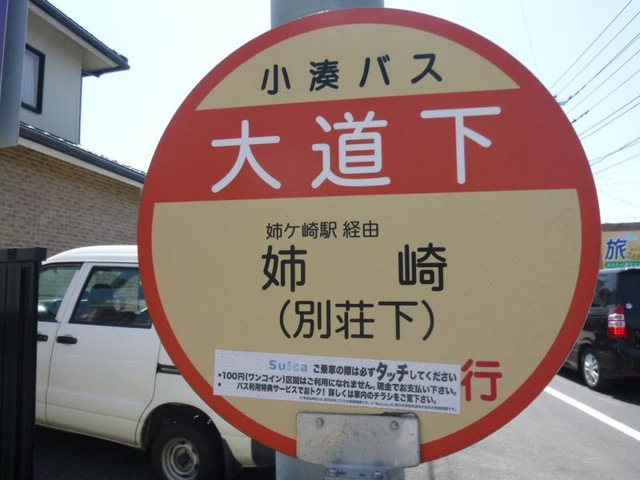 小湊バス
大道下
姉ケ崎駅 経由
姉崎
(別荘下)
行
Suica ご乗車の際は必ずタッチしてください
・100円(ワンコイン)区間はご利用になれません。現金でお支払い下さい。
バス利用特典サービスでおトク!詳しくは車内のチラシをご覧下さい。
旅